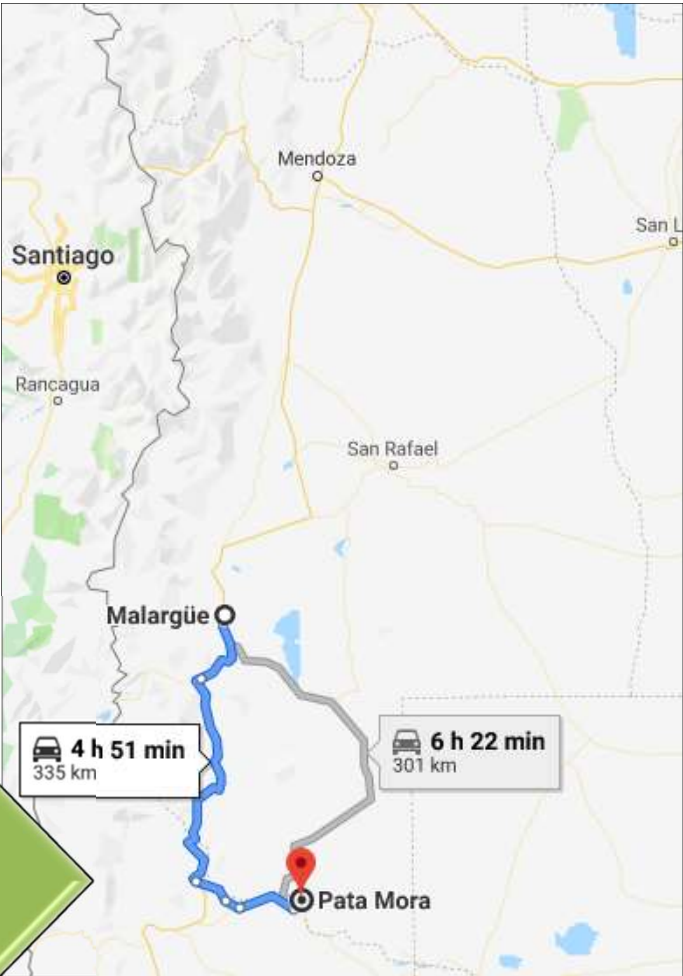 Mendoza
San L
Santiago
Rancagua
San Rafael
Malargüe
4 h 51 min
335 km
6 h 22 min
301 km
Pata Mora